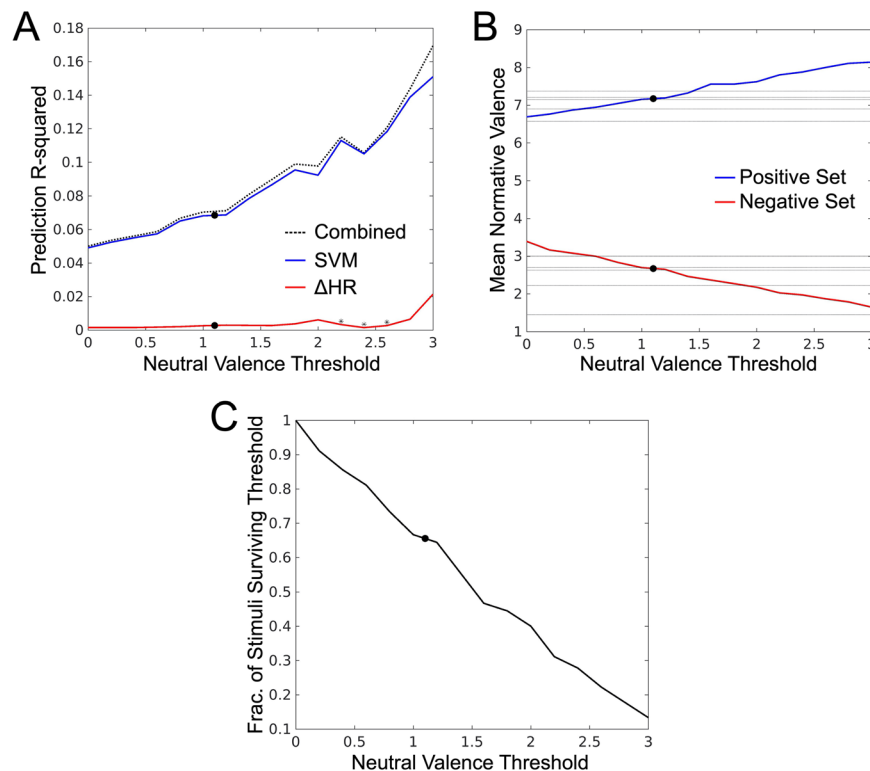 A
Prediction R-squared
0.18
0.16
0.14
0.12
0.1
0.08
0.06
0.04
0.02
0
Combined
SVM
ΔHR
* * *
0 0.5 1 1.5 2 2.5 3
Neutral Valence Threshold
B
Mean Normative Valence
9
8
7
6
5
4
3
2
1
Positive Set
Negative Set
0 0.5 1 1.5 2 2.5 3
Neutral Valence Threshold
C
Frac. of Stimuli Surviving Threshold
1
0.9
0.8
0.7
0.6
0.5
0.4
0.3
0.2
0.1
0 0.5 1 1.5 2 2.5 3
Neutral Valence Threshold